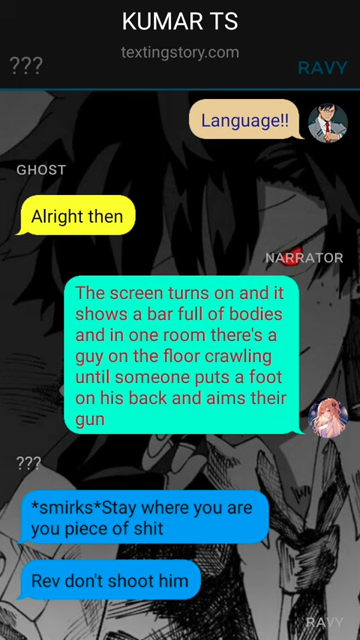 KUMAR TS
textingstory.com
???
RAVY
Language!!
GHOST
Alright then
NARRATOR
The screen turns on and it
shows a bar full of bodies
and in one room there's a
guy on the floor crawling
until someone puts a foot
on his back and aims their
gun
???
*smirks*Stay where you are
you piece of shit
Rev don't shoot him
RAVY